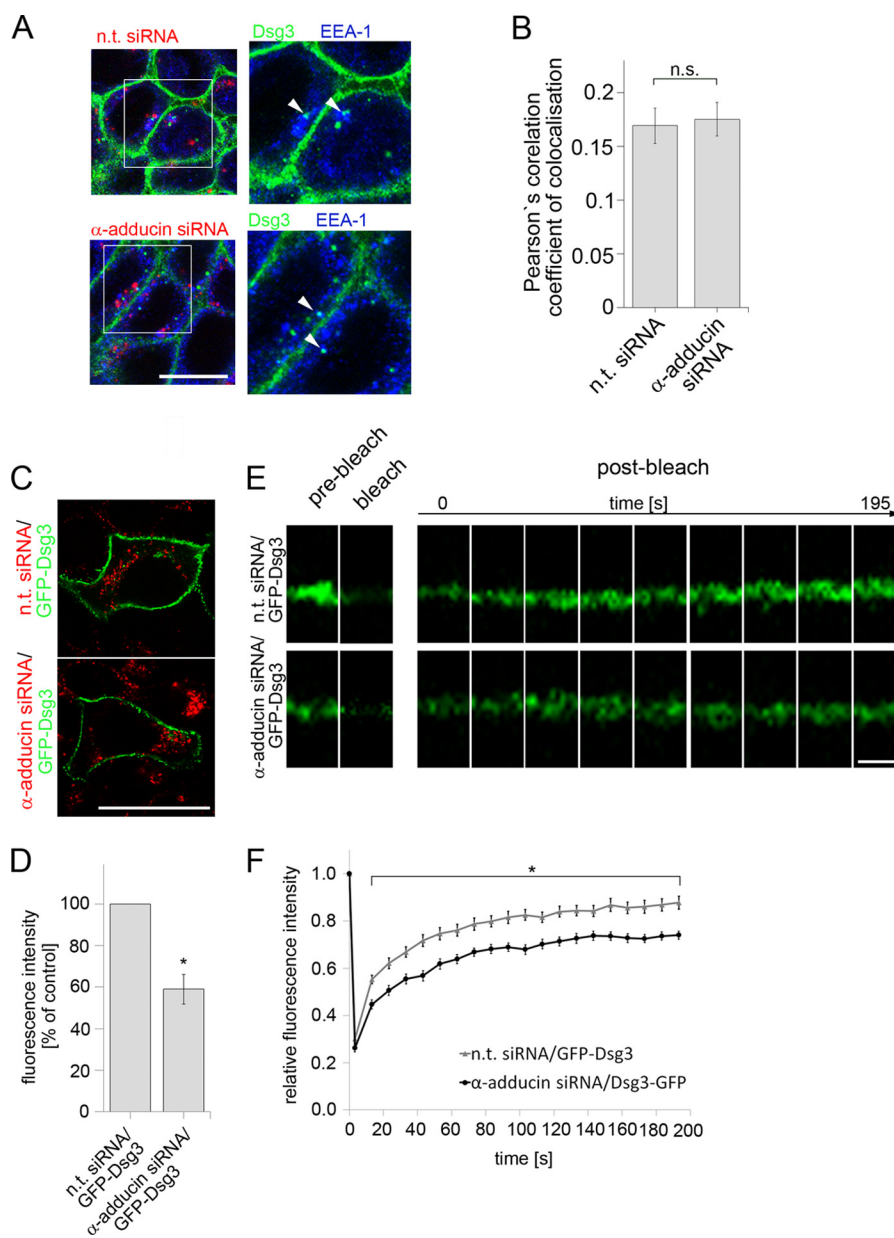 A
n.t. siRNA
Dsg3 EEA-1
α-adducin siRNA
Dsg3 EEA-1
B
n.s.
Pearson`s corelation
coefficient of colocalisation
0.2
0.15
0.1
0.05
0
n.t. siRNA
α-adducin
siRNA
C
n.t. siRNA/
GFP-Dsg3
α-adducin siRNA/
GFP-Dsg3
E
pre-bleach
bleach
post-bleach
0 time [s] 195
n.t. siRNA/
GFP-Dsg3
α-adducin siRNA/
GFP-Dsg3
D
fluorescence intensity
[% of control]
100
80
60
40
20
0
*
n.t. siRNA/
GFP-Dsg3
α-adducin siRNA/
GFP-Dsg3
F
relative fluorescence intensity
1.0
0.8
0.6
0.4
0.2
0.0
*
n.t. siRNA/GFP-Dsg3
α-adducin siRNA/Dsg3-GFP
0 20 40 60 80 100 120 140 160 180 200
time [s]